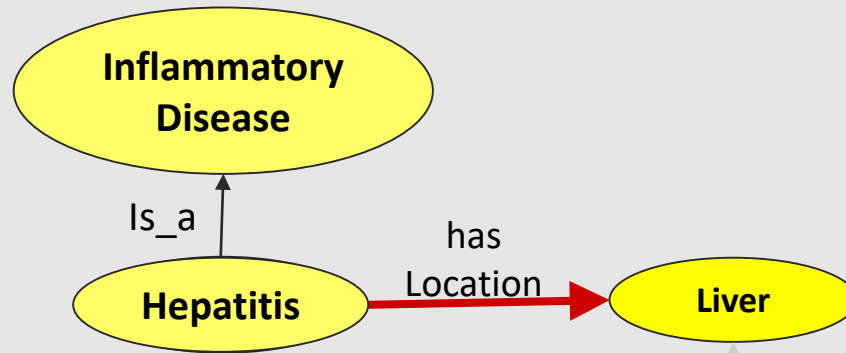 Inflammatory
Disease
Is_a
has
Location
Hepatitis
Liver